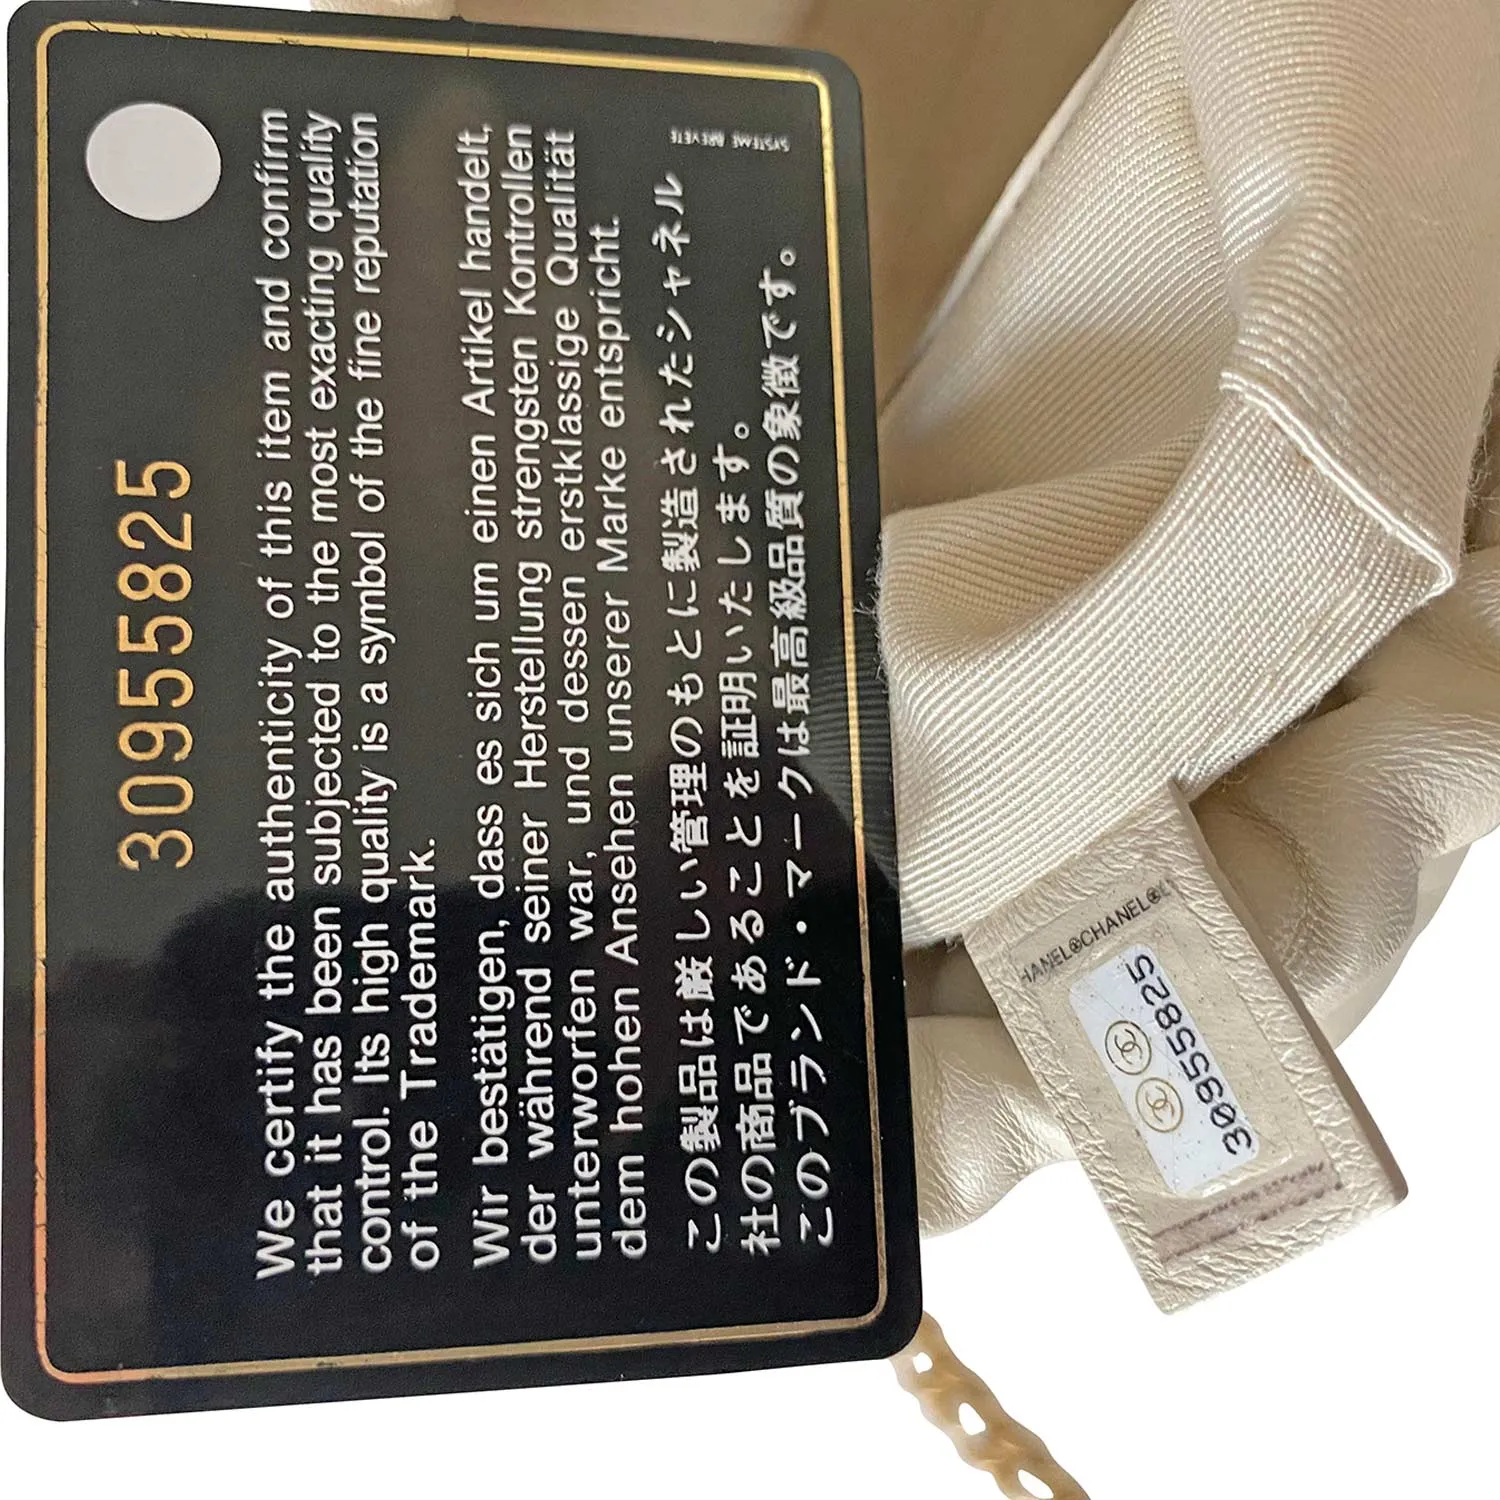 30955825
We certify the authenticity of this item and confirm
that it has been subjected to the most exacting quality
control. Its high quality is a symbol of the fine reputation
of the Trademark.
Wir bestätigen, dass es sich um einen Artikel handelt,
der während seiner Herstellung strengsten Kontrollen
unterworfen war, und dessen erstklassige Qualität
dem hohen Ansehen unserer Marke entspricht.
この製品は厳しい管理のもとに製造されたシャネル
社の商品であることを証明いたします。
このブランド・マークは最高級品質の象徴です。
SYSTEME BREVETE
HANEL®CHANEL®
30955825